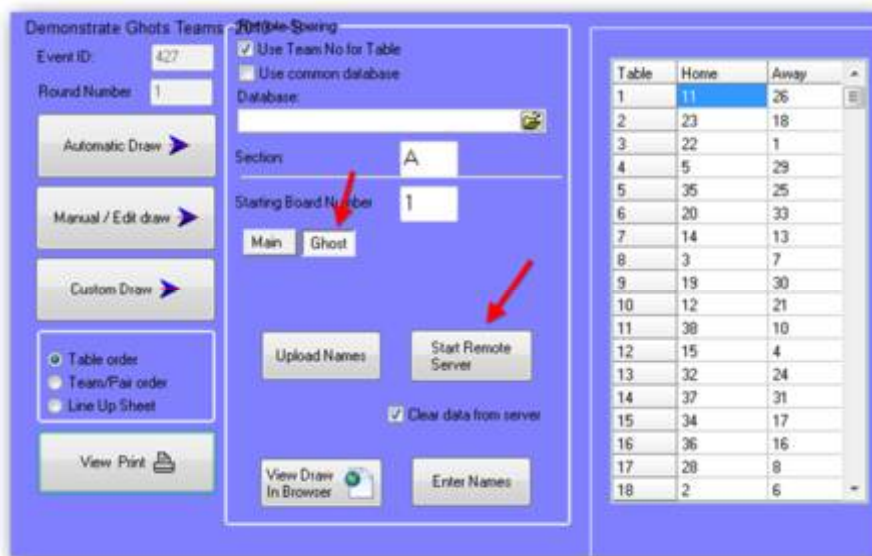 Demonstrate Ghots Teams
Event ID: 427
Round Number 1
Automatic Draw
Manual / Edit draw
Custom Draw
Table order
Team/Pair order
Line Up Sheet
View Print
Use Team No for Table
Use common database
Database:
Section: A
Starting Board Number 1
Main Ghost
Upload Names
Start Remote
Server
Clear data from server
View Draw
In Browser
Enter Names
Table Home Away
1 11 26
2 23 18
3 22 1
4 5 29
5 35 25
6 20 33
7 14 13
8 3 7
9 19 30
10 12 21
11 38 10
12 15 4
13 32 24
14 37 31
15 34 17
16 36 16
17 28 8
18 2 6